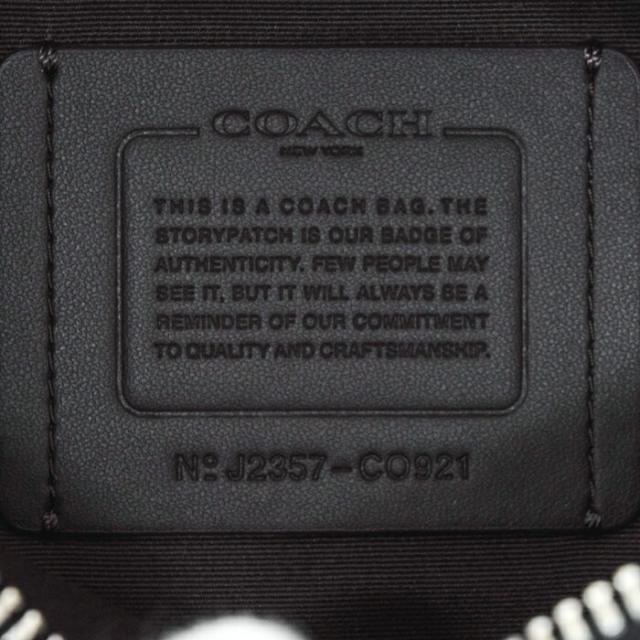 COACH
NEW YORK
THIS IS A COACH BAG. THE
STORYPATCH IS OUR BADGE OF
AUTHENTICITY. FEW PEOPLE MAY
SEE IT, BUT IT WILL ALWAYS BE A
REMINDER OF OUR COMMITMENT
TO QUALITY AND CRAFTSMANSHIP.
Nº J2357-CO921